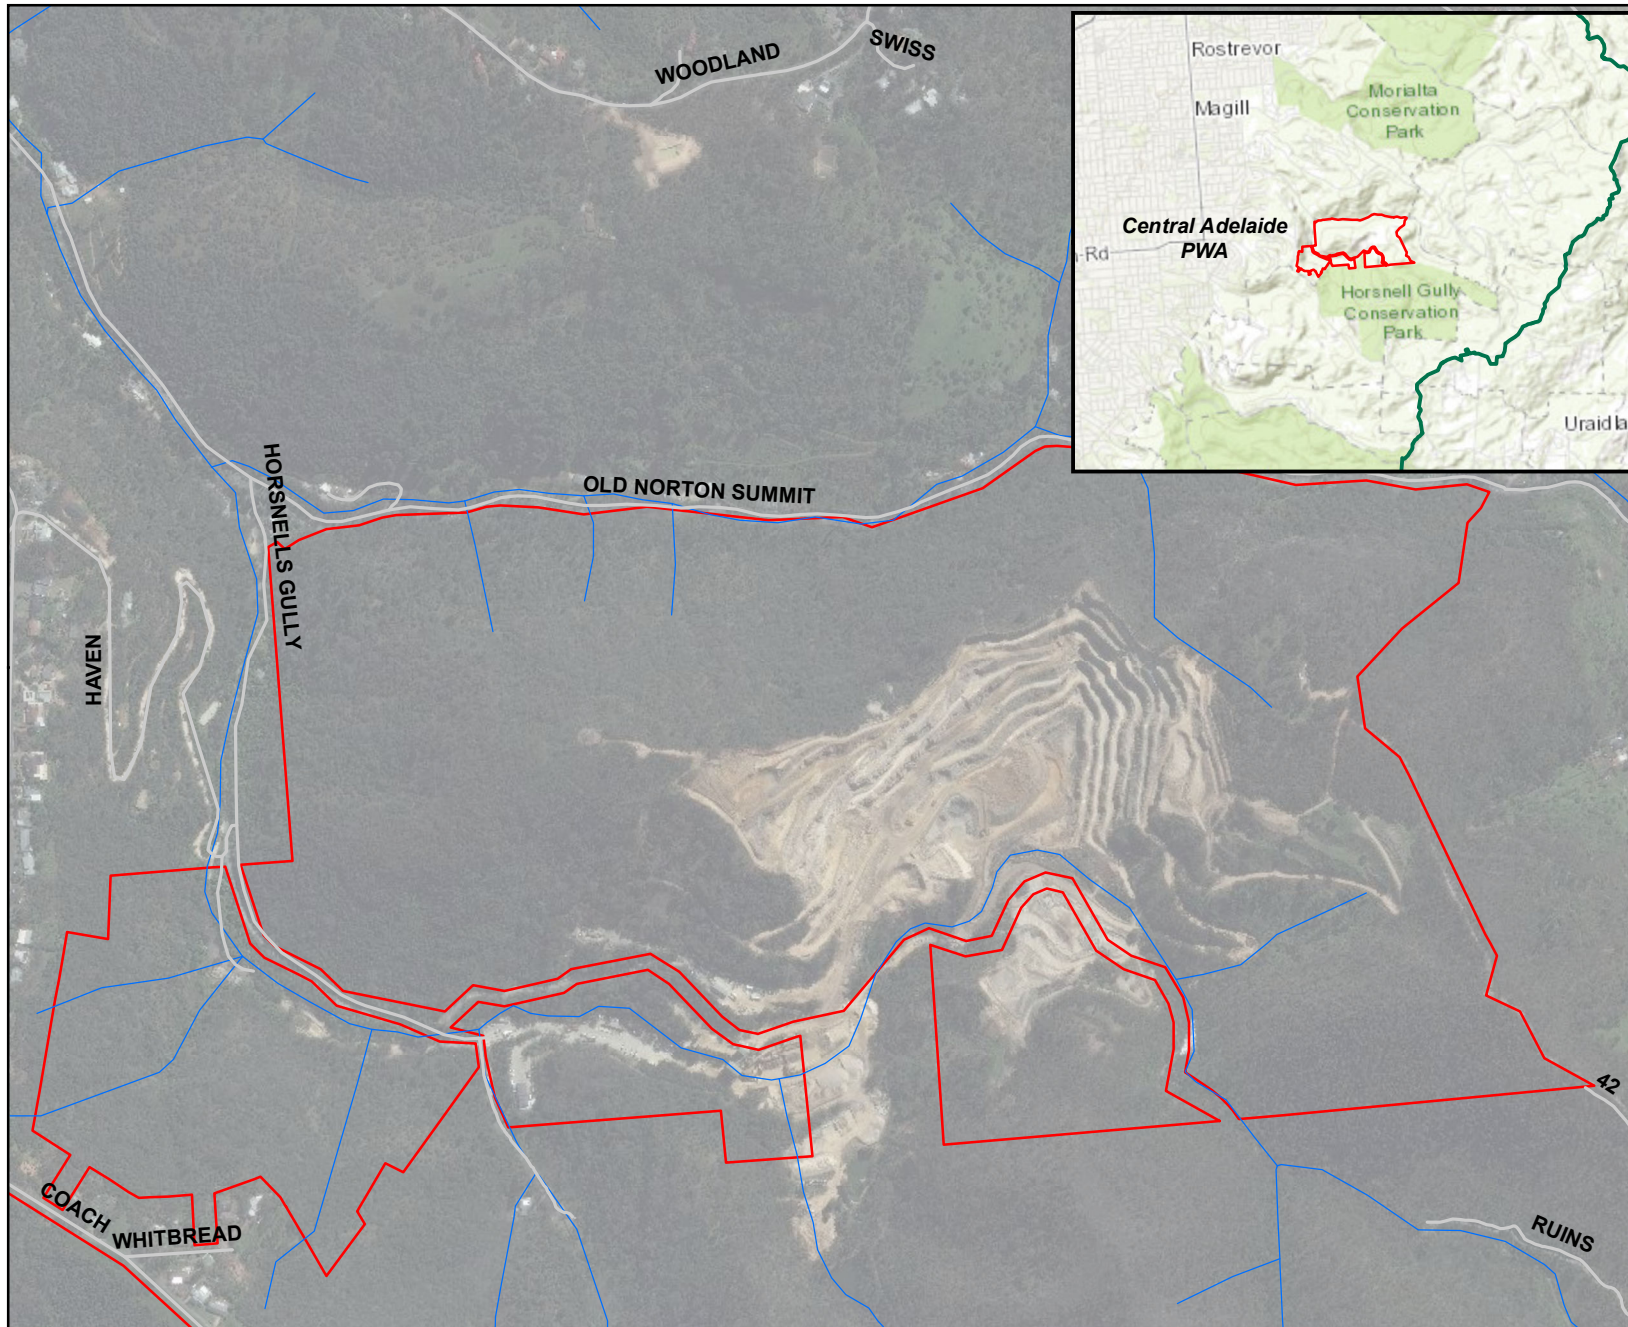 WOODLAND
SWISS
Rostrevor
Magill
Morialta
Conservation
Park
Central Adelaide
PWA
-Rd
Horsnell Gully
Conservation
Park
Uraidla
HORSNELLS GULLY
OLD NORTON SUMMIT
HAVEN
42
COACH
WHITBREAD
RUINS